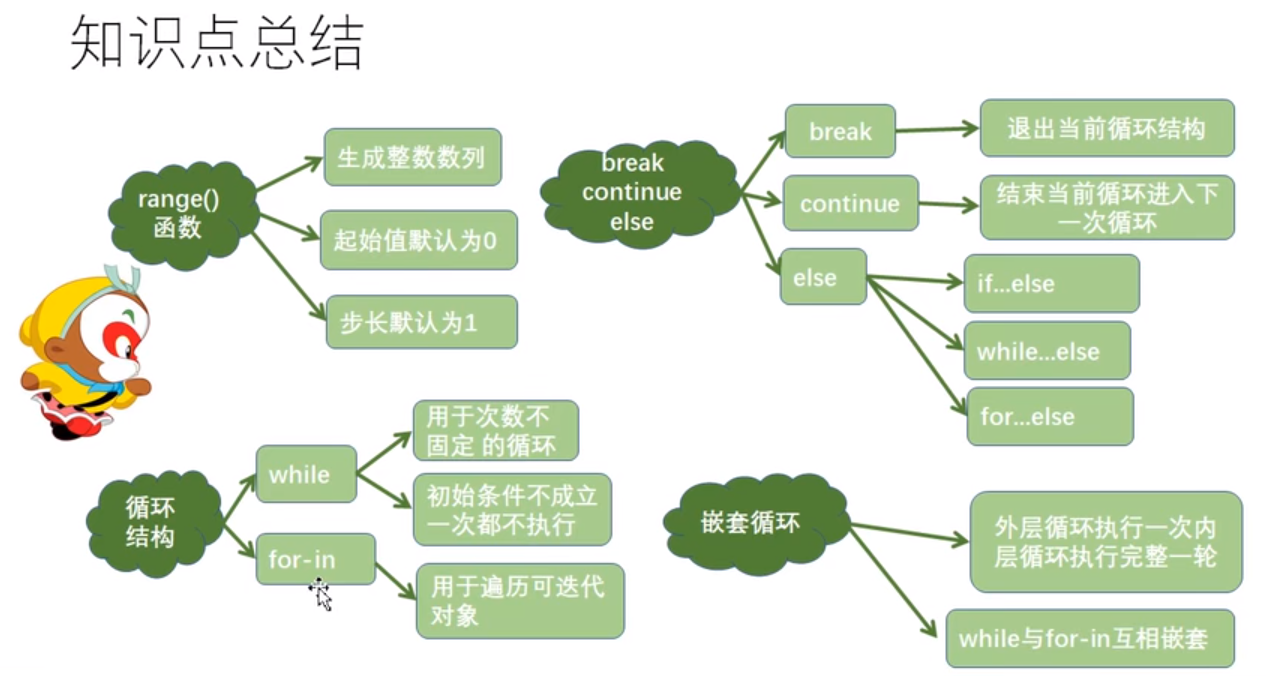 知识点总结
range()
函数
生成整数数列
起始值默认为0
步长默认为1
break
continue
else
break
退出当前循环结构
continue
结束当前循环进入下
一次循环
else
if...else
while...else
for...else
循环
结构
while
用于次数不
固定 的循环
初始条件不成立
一次都不执行
for-in
用于遍历可迭代
对象
嵌套循环
外层循环执行一次内
层循环执行完整一轮
while与for-in互相嵌套